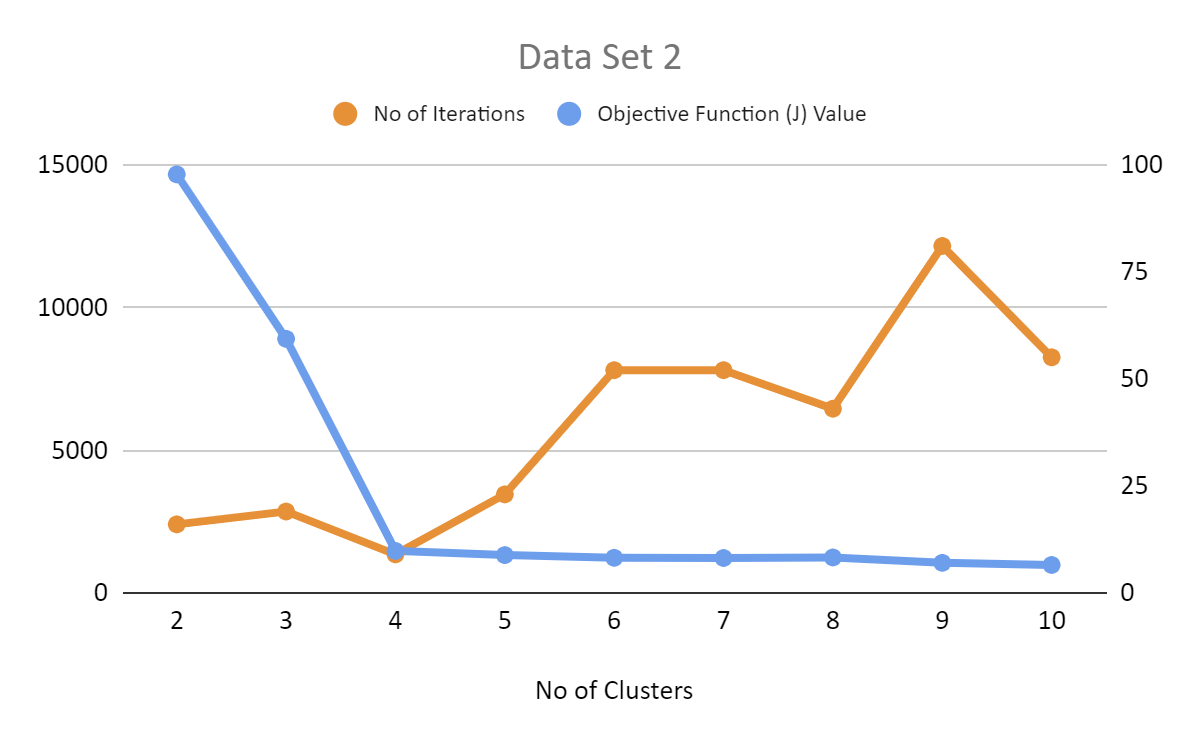 Data Set 2
No of Iterations Objective Function (J) Value
15000 100
75
10000
50
5000
25
0 0
2 3 4 5 6 7 8 9 10
No of Clusters